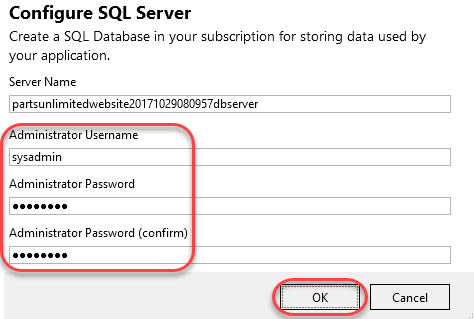 Configure SQL Server
Create a SQL Database in your subscription for storing data used by
your application.
Server Name
partsunlimitedwebsite20171029080957dbserver
Administrator Username
sysadmin
Administrator Password
●●●●●●●●
Administrator Password (confirm)
●●●●●●●●
OK Cancel